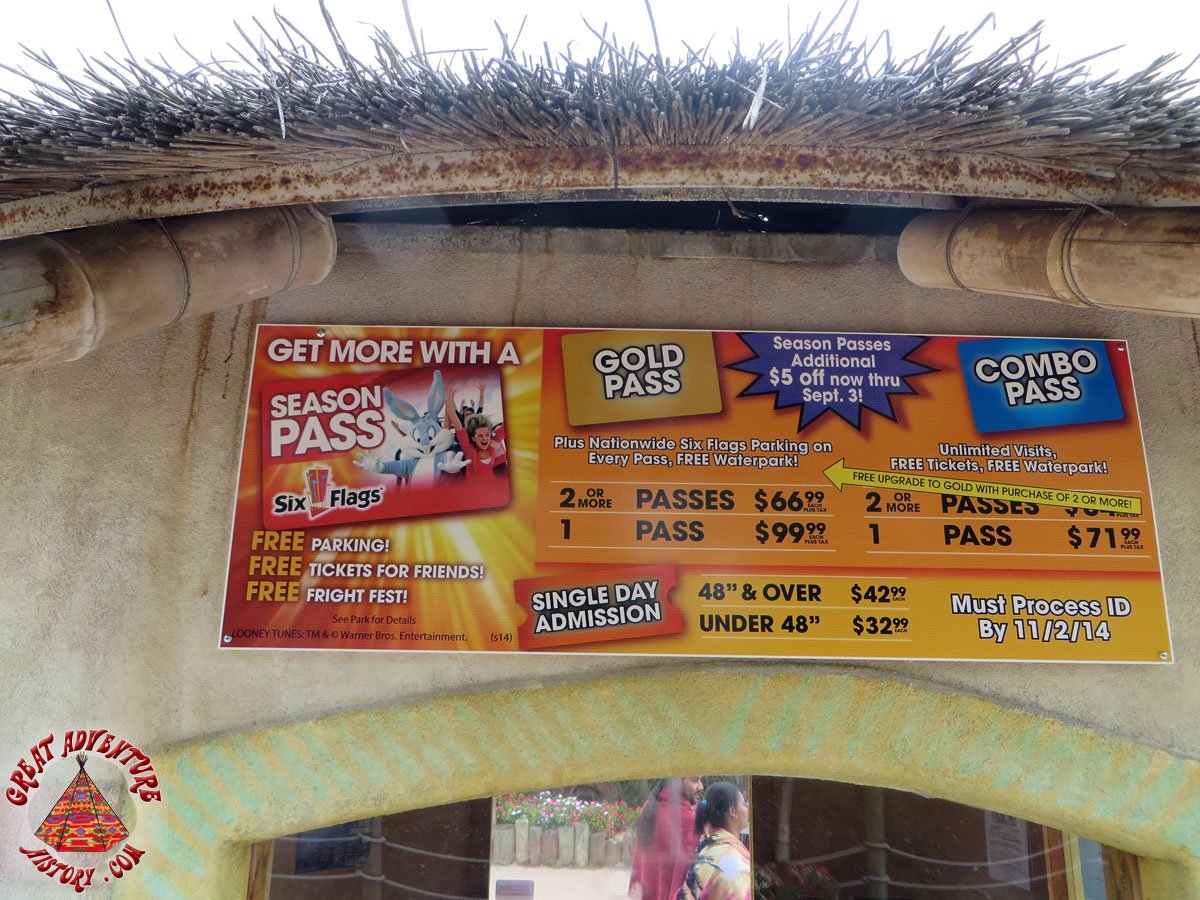 GET MORE WITH A
SEASON
PASS
Six Flags
FREE PARKING!
FREE TICKETS FOR FRIENDS!
FREE FRIGHT FEST!
See Park for Details
LOONEY TUNES: TM & © Warner Bros. Entertainment. (s14)
GOLD
PASS
Plus Nationwide Six Flags Parking on
Every Pass, FREE Waterpark!
2 OR MORE PASSES $66.99 EACH PLUS TAX
1 PASS $99.99 EACH PLUS TAX
Season Passes
Additional
$5 off now thru
Sept. 3!
COMBO
PASS
Unlimited Visits,
FREE Tickets, FREE Waterpark!
FREE UPGRADE TO GOLD WITH PURCHASE OF 2 OR MORE!
2 OR MORE PASSES
1 PASS $71.99 EACH PLUS TAX
SINGLE DAY
ADMISSION
48" & OVER $42.99 EACH
UNDER 48" $32.99 EACH
Must Process ID
By 11/2/14
GREAT ADVENTURE
HISTORY.COM